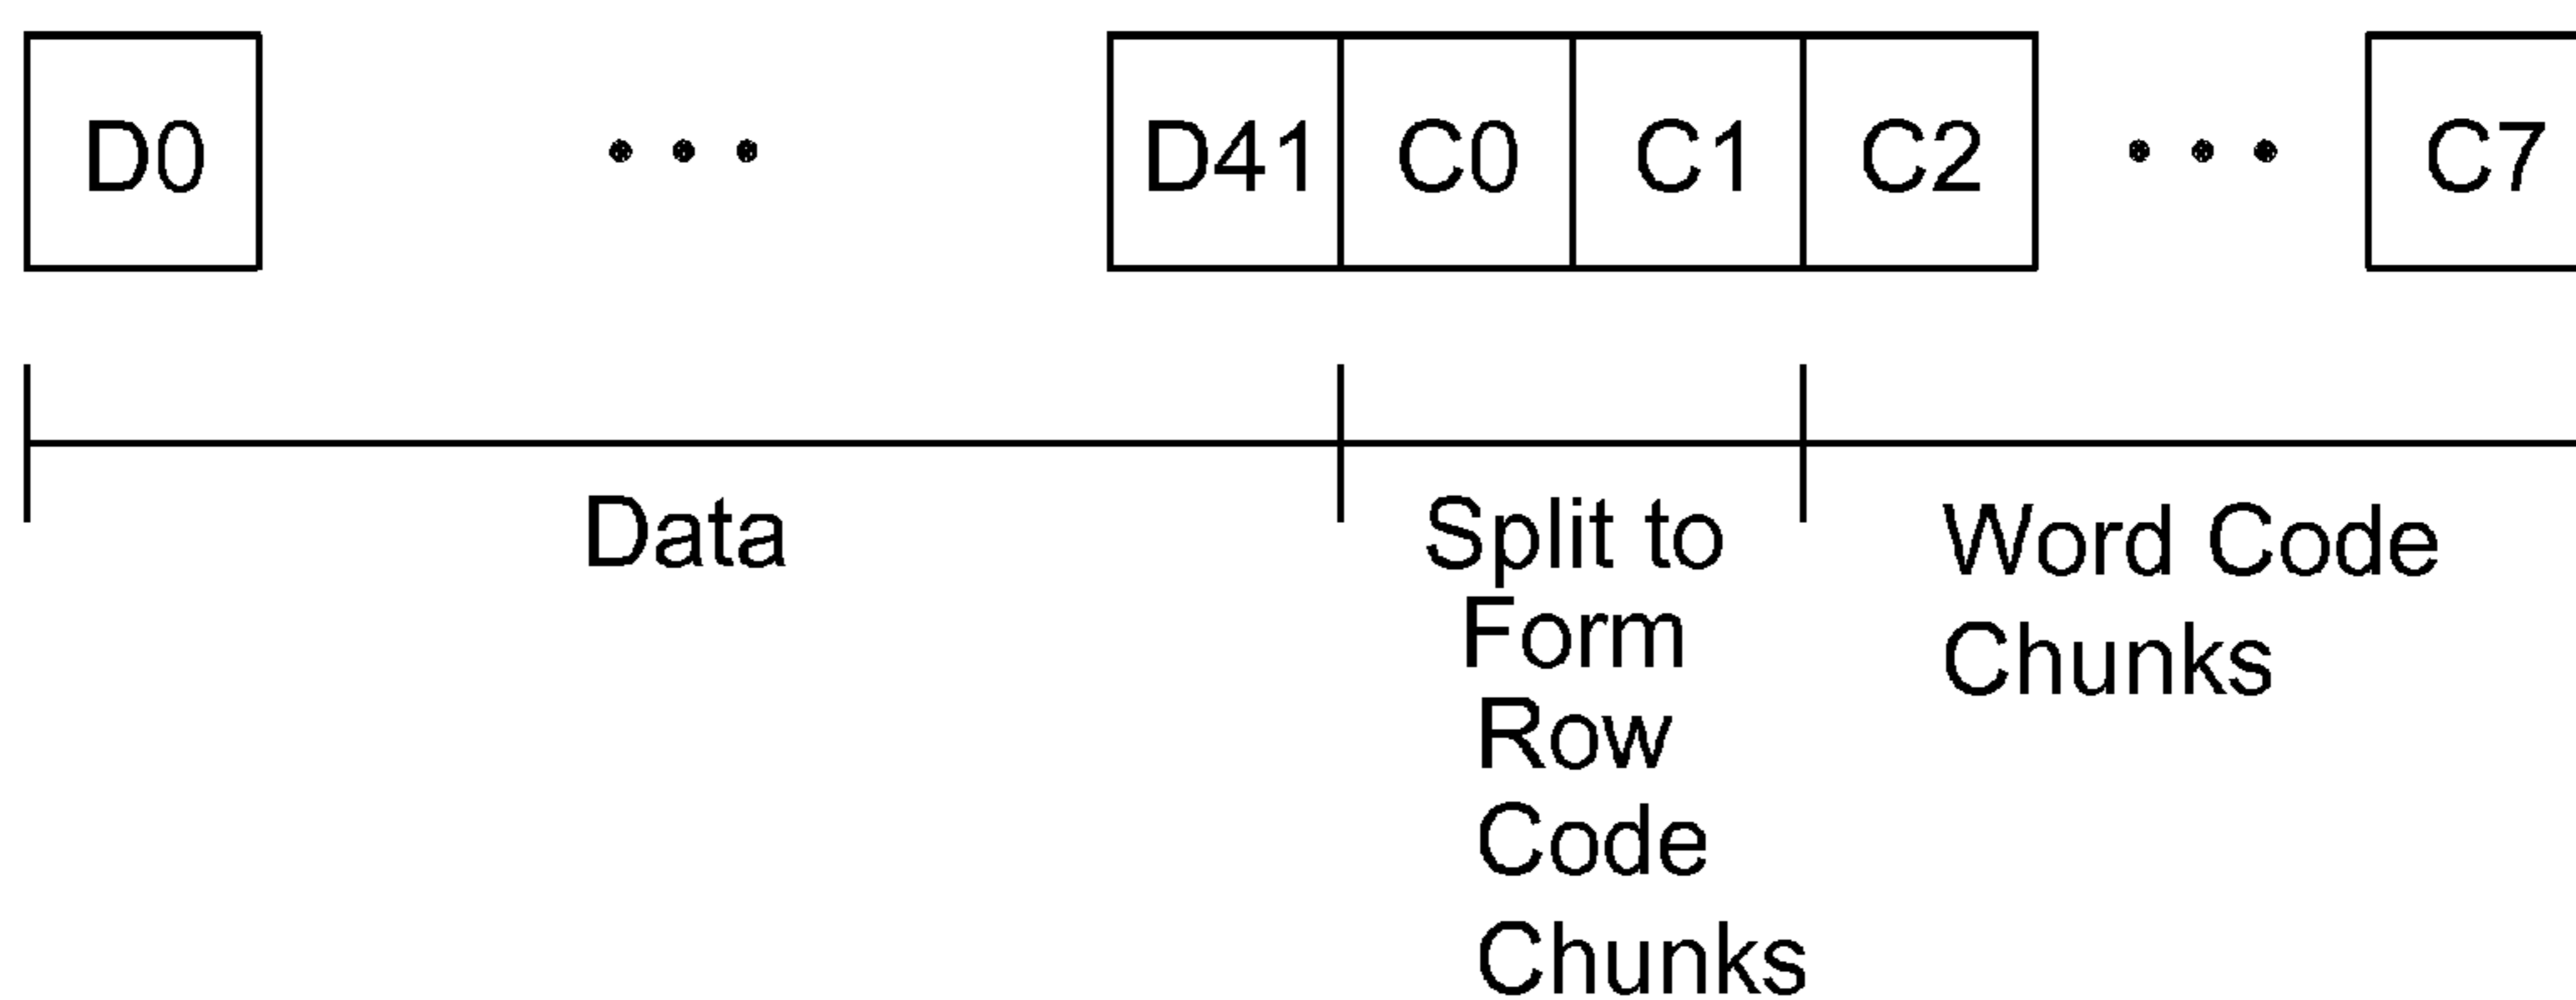 D0 ● ● ● D41 C0 C1 C2 ● ● ● C7
Data
Split to
Form
Row
Code
Chunks
Word Code
Chunks